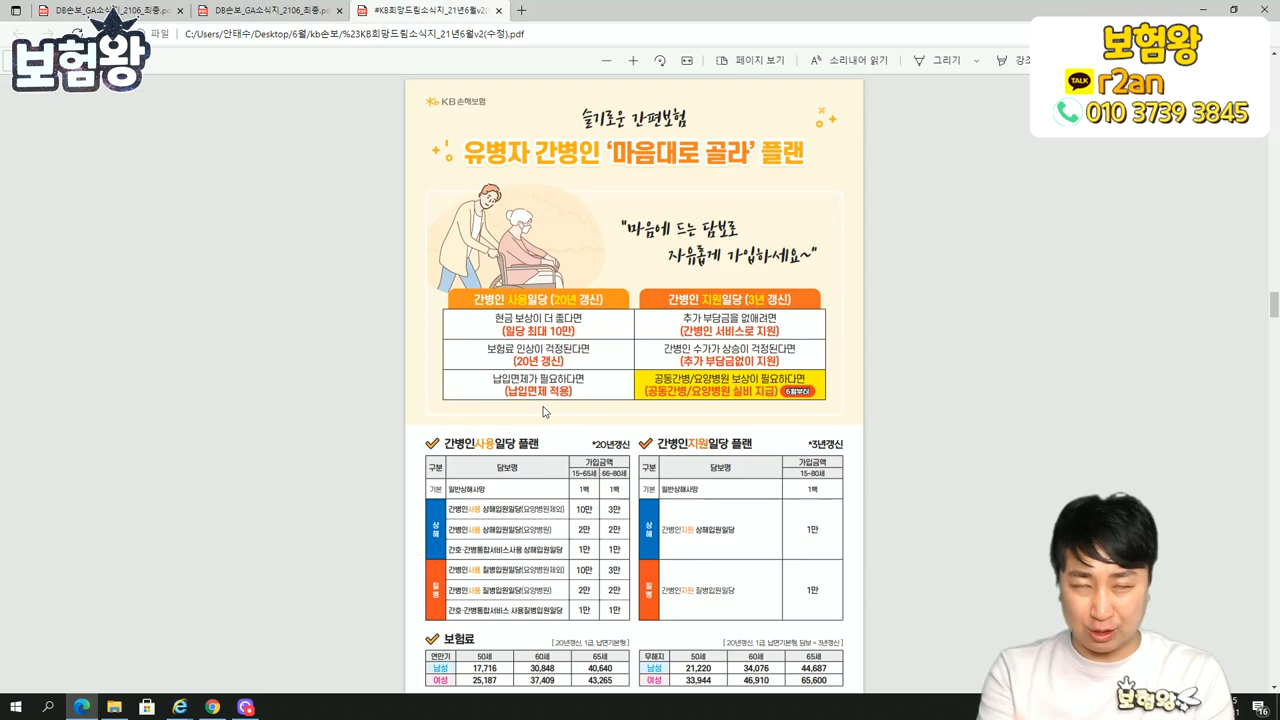 DB손보_GA소식지_2106_최종.pdf
DB손보_GA소식지_2106_최종.pdf
#KB희망드림소식지_21년6월v2(수정
파일
C:/Users/안태수/Desktop/6월/kb손보/%23KB희망드림소식지_21년6월v2(수정).pdf
페이지 보기
소리내어 읽기
그리기
강조
보험왕
보험왕
TALK r2an
010 3739 3845
KB손해보험
슬기로운 간편보험
유병자 간병인 '마음대로 골라' 플랜
"마음에 드는 담보로
자유롭게 가입하세요~"
간병인 사용일당 (20년 갱신) 간병인 지원일당 (3년 갱신)
현금 보상이 더 좋다면 추가 부담금을 없애려면
(일당 최대 10만) (간병인 서비스로 지원)
보험료 인상이 걱정된다면 간병인 수가가 상승이 걱정된다면
(20년 갱신) (추가 부담금없이 지원)
납입면제가 필요하다면 공동간병/요양병원 보상이 필요하다면
(납입면제 적용) (공동간병/요양병원 실비 지급) 6월부터
간병인사용일당 플랜 *20년갱신
구분 담보명 가입금액
15~65세 66~80세
기본 일반상해사망 1백 1백
상해
간병인사용 상해입원일당(요양병원제외) 10만 3만
간병인사용 상해입원일당(요양병원) 2만 2만
간호·간병통합서비스사용 상해입원일당 1만 1만
질병
간병인사용 질병입원일당(요양병원제외) 10만 3만
간병인사용 질병입원일당(요양병원) 2만 2만
간호·간병통합서비스 사용질병입원일당 1만 1만
간병인지원일당 플랜 *3년갱신
구분 담보명 가입금액
15~80세
기본 일반상해사망 1백
상해 간병인지원 상해입원일당 1만
질병 간병인지원 질병입원일당 1만
보험료 [ 20년갱신, 1급, 납면기본형 ]
연만기 50세 60세 65세
남성 17,716 30,848 40,640
여성 25,187 37,409 43,265
[ 20년갱신, 1급, 납면기본형, 담보 = 3년갱신 ]
무해지 50세 60세 65세
남성 21,220 34,076 44,687
여성 33,944 46,910 65,600
보험왕
16